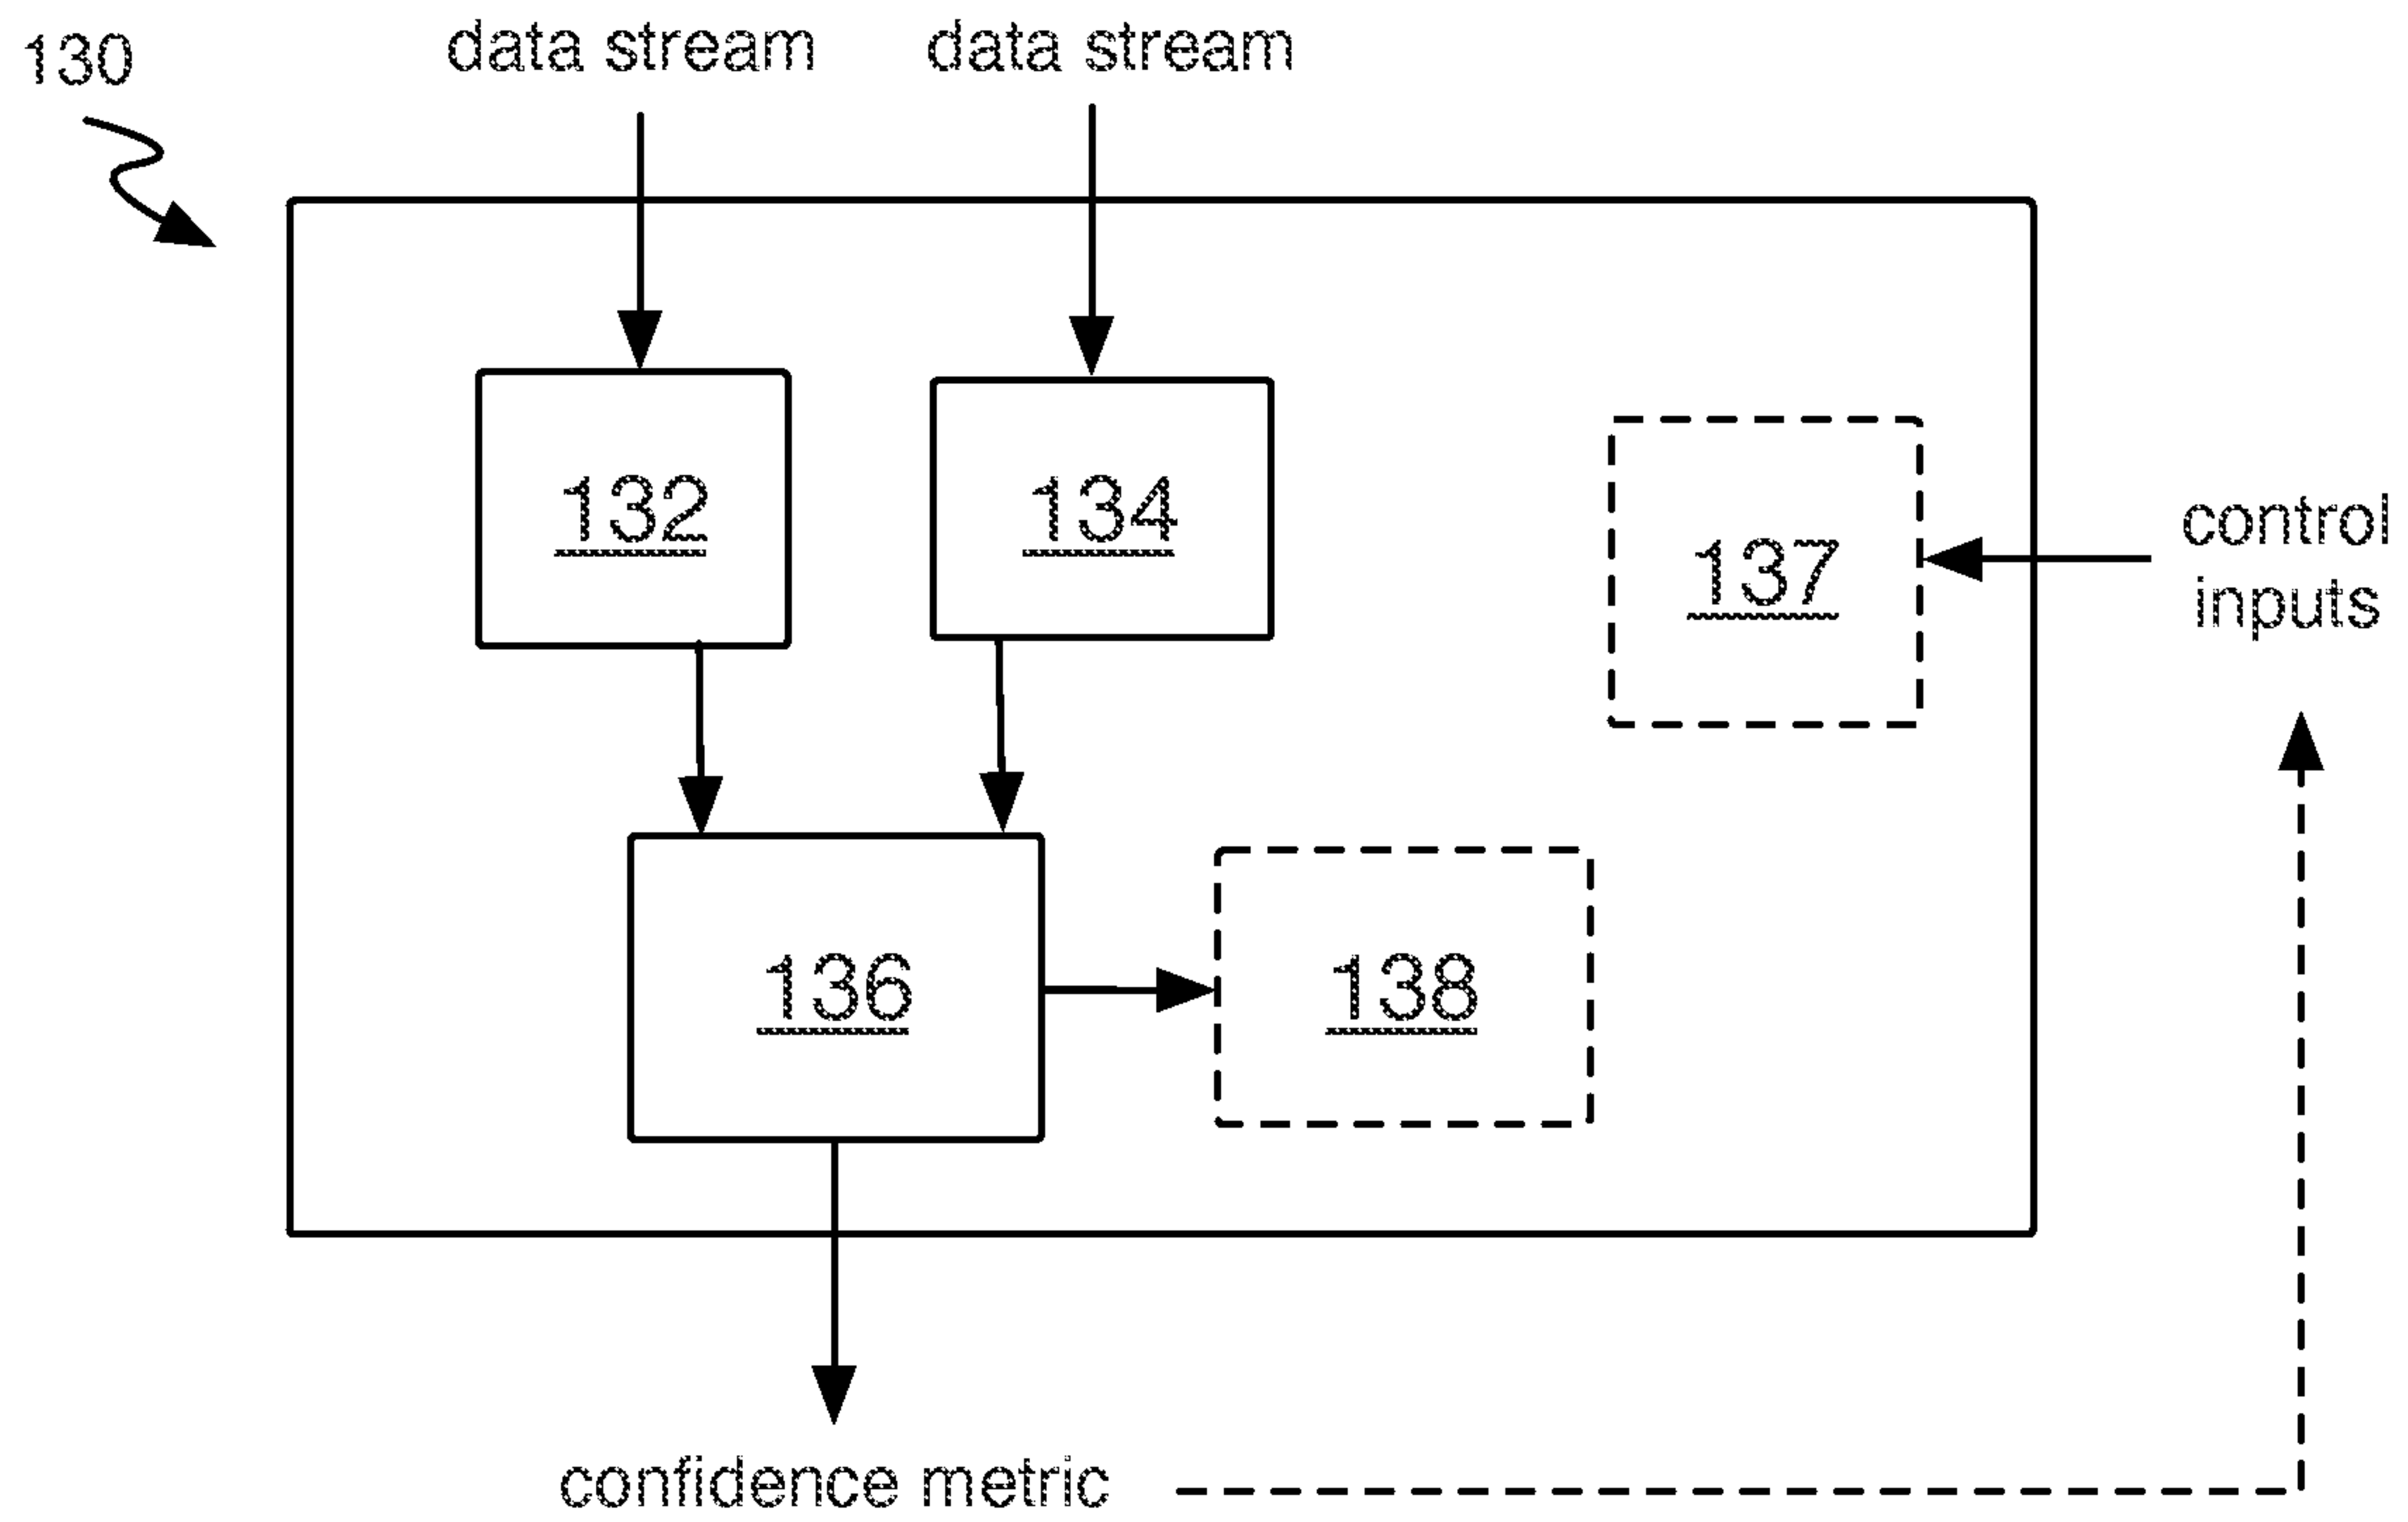 130
data stream
data stream
132
134
137
control
inputs
136
138
confidence metric